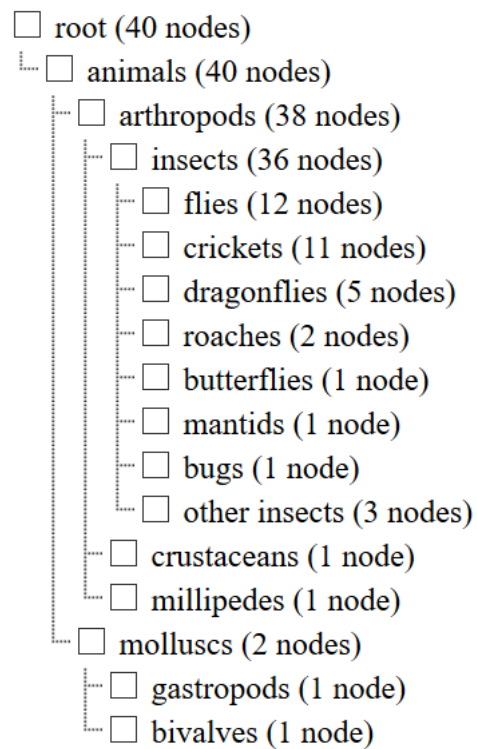 root (40 nodes)
animals (40 nodes)
arthropods (38 nodes)
insects (36 nodes)
flies (12 nodes)
crickets (11 nodes)
dragonflies (5 nodes)
roaches (2 nodes)
butterflies (1 node)
mantids (1 node)
bugs (1 node)
other insects (3 nodes)
crustaceans (1 node)
millipedes (1 node)
molluscs (2 nodes)
gastropods (1 node)
bivalves (1 node)